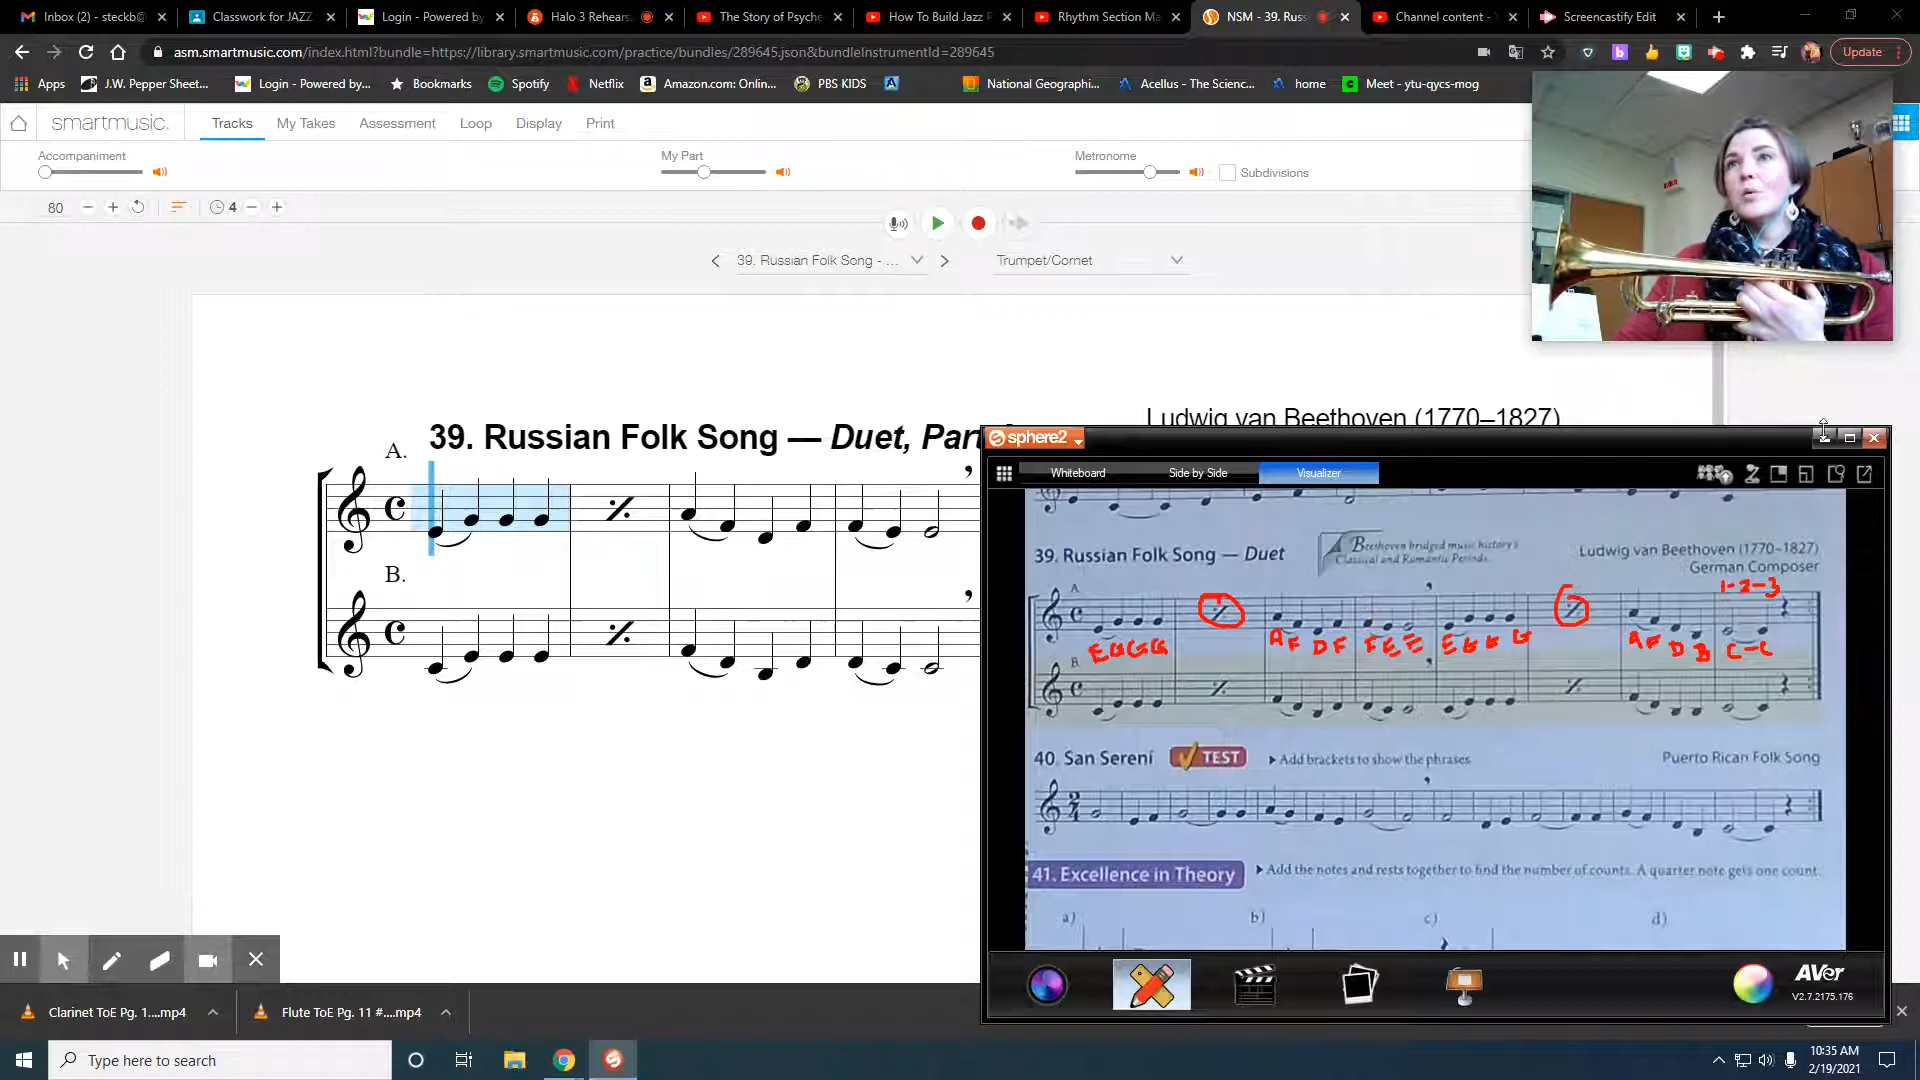 Inbox (2) - steckb@
Classwork for JAZZ
Login - Powered by
Halo 3 Rehears
The Story of Psyche
How To Build Jazz P
Rhythm Section Ma
NSM - 39. Russi
Channel content - Y
Screencastify Edit
asm.smartmusic.com/index.html?bundle=https://library.smartmusic.com/practice/bundles/289645.json&bundleInstrumentId=289645
Update
Apps
J.W. Pepper Sheet...
Login - Powered by...
Bookmarks
Spotify
Netflix
Amazon.com: Onlin...
PBS KIDS
National Geographi...
Acellus - The Scienc...
home
Meet - ytu-qycs-mog
smartmusic.
Tracks
My Takes
Assessment
Loop
Display
Print
Accompaniment
My Part
Metronome
Subdivisions
80
4
39. Russian Folk Song - ...
Trumpet/Cornet
39. Russian Folk Song — Duet, Part
Ludwig van Beethoven (1770–1827)
A.
B.
sphere2
Whiteboard
Side by Side
Visualizer
39. Russian Folk Song — Duet
Beethoven bridged music history's
Classical and Romantic Periods.
Ludwig van Beethoven (1770–1827)
German Composer
1-2-3
A
E G G G
A F D F
F E E
E G G G
A F D B
C - C
B
40. San Serení
TEST
Add brackets to show the phrases.
Puerto Rican Folk Song
2
4
41. Excellence in Theory
Add the notes and rests together to find the number of counts. A quarter note gets one count.
a)
b)
c)
d)
AVer
V2.7.2175.176
Clarinet ToE Pg. 1....mp4
Flute ToE Pg. 11 #....mp4
Type here to search
10:35 AM
2/19/2021